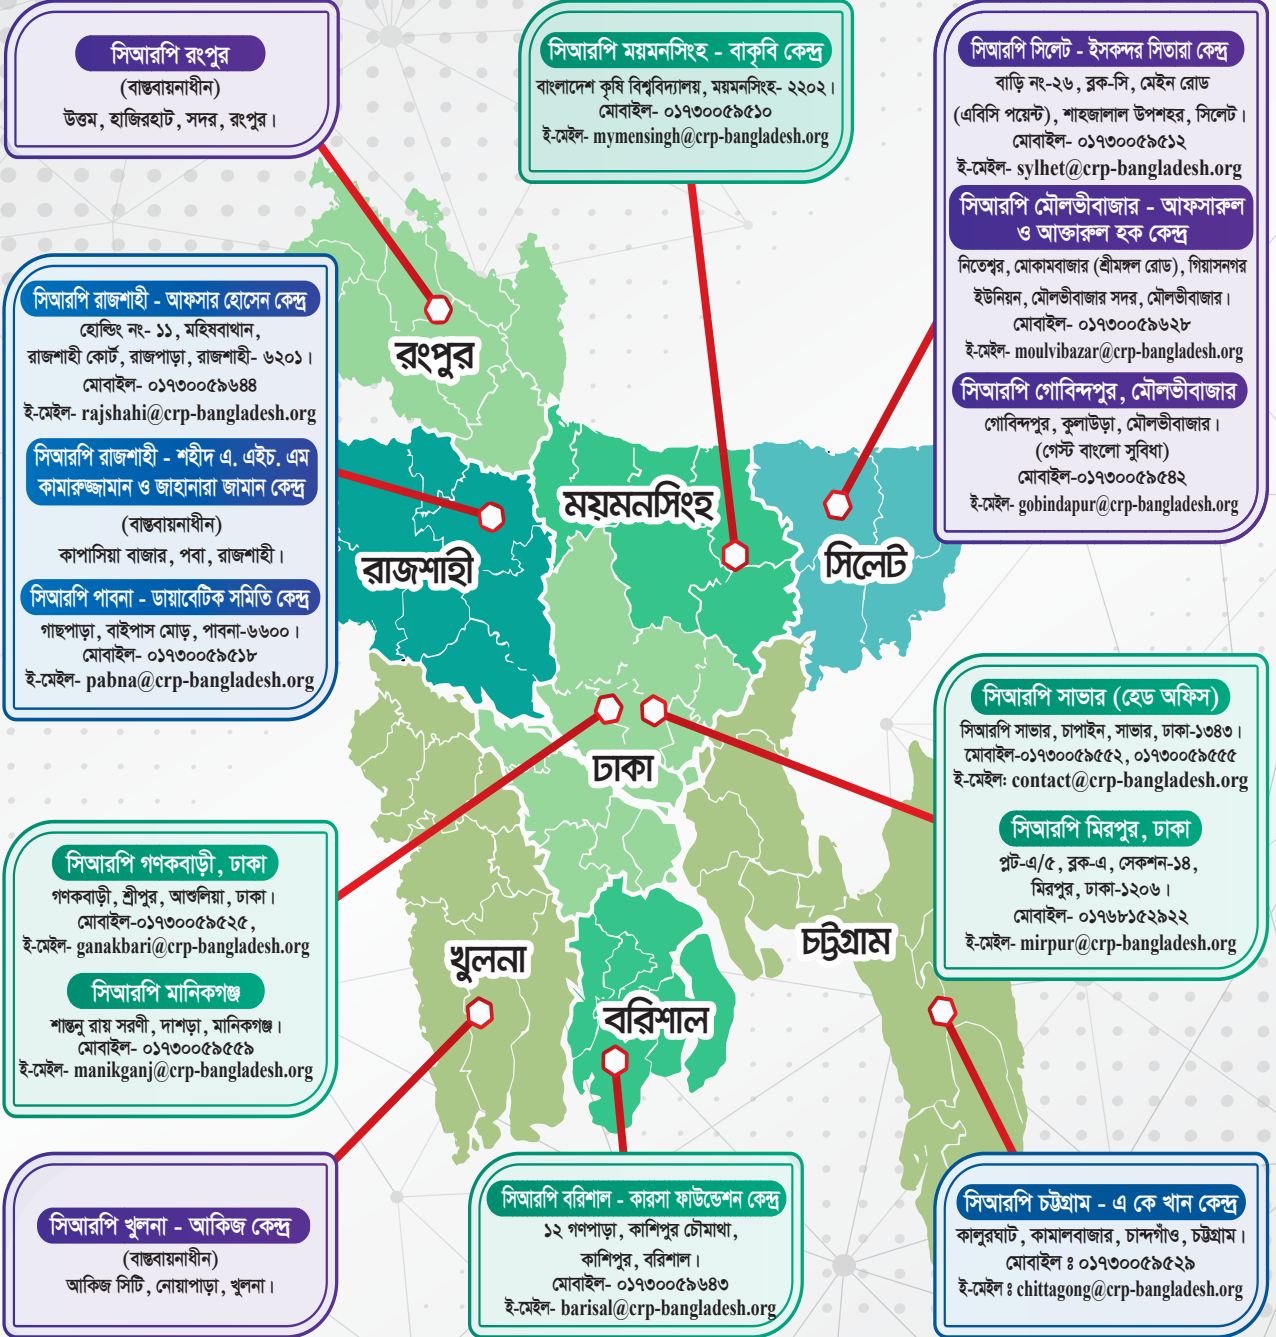 সিআরপি রংপুর
(বাস্তবায়নাধীন)
উত্তম, হাজিরহাট, সদর, রংপুর।
সিআরপি ময়মনসিংহ - বাকৃবি কেন্দ্র
বাংলাদেশ কৃষি বিশ্ববিদ্যালয়, ময়মনসিংহ- ২২০২।
মোবাইল- ০১৭৩০০৫৯৫১০
ই-মেইল- mymensingh@crp-bangladesh.org
সিআরপি সিলেট - ইসকন্দর সিতারা কেন্দ্র
বাড়ি নং-২৬, ব্লক-সি, মেইন রোড
(এবিসি পয়েন্ট), শাহজালাল উপশহর, সিলেট।
মোবাইল- ০১৭৩০০৫৯৫১২
ই-মেইল- sylhet@crp-bangladesh.org
সিআরপি মৌলভীবাজার - আফসারুল
ও আক্তারুল হক কেন্দ্র
নিতেশ্বর, মোকামবাজার (শ্রীমঙ্গল রোড), গিয়াসনগর
ইউনিয়ন, মৌলভীবাজার সদর, মৌলভীবাজার।
মোবাইল- ০১৭৩০০৫৯৬২৮
ই-মেইল- moulvibazar@crp-bangladesh.org
সিআরপি গোবিন্দপুর, মৌলভীবাজার
গোবিন্দপুর, কুলাউড়া, মৌলভীবাজার।
(গেস্ট বাংলো সুবিধা)
মোবাইল-০১৭৩০০৫৯৫৪২
ই-মেইল- gobindapur@crp-bangladesh.org
সিআরপি রাজশাহী - আফসার হোসেন কেন্দ্র
হোল্ডিং নং- ১১, মহিষবাথান,
রাজশাহী কোর্ট, রাজপাড়া, রাজশাহী- ৬২০১।
মোবাইল- ০১৭৩০০৫৯৬৪৪
ই-মেইল- rajshahi@crp-bangladesh.org
সিআরপি রাজশাহী - শহীদ এ. এইচ. এম
কামারুজ্জামান ও জাহানারা জামান কেন্দ্র
(বাস্তবায়নাধীন)
কাপাসিয়া বাজার, পবা, রাজশাহী।
সিআরপি পাবনা - ডায়াবেটিক সমিতি কেন্দ্র
গাছপাড়া, বাইপাস মোড়, পাবনা-৬৬০০।
মোবাইল- ০১৭৩০০৫৯৫১৮
ই-মেইল- pabna@crp-bangladesh.org
রংপুর
ময়মনসিংহ
রাজশাহী
সিলেট
ঢাকা
খুলনা
চট্টগ্রাম
বরিশাল
সিআরপি সাভার (হেড অফিস)
সিআরপি সাভার, চাপাইন, সাভার, ঢাকা-১৩৪৩।
মোবাইল-০১৭৩০০৫৯৫৫২, ০১৭৩০০৫৯৫৫৫
ই-মেইল: contact@crp-bangladesh.org
সিআরপি মিরপুর, ঢাকা
প্লট-এ/৫, ব্লক-এ, সেকশন-১৪,
মিরপুর, ঢাকা-১২০৬।
মোবাইল- ০১৭৬৮১৫২৯২২
ই-মেইল- mirpur@crp-bangladesh.org
সিআরপি গণকবাড়ী, ঢাকা
গণকবাড়ী, শ্রীপুর, আশুলিয়া, ঢাকা।
মোবাইল-০১৭৩০০৫৯৫২৫,
ই-মেইল- ganakbari@crp-bangladesh.org
সিআরপি মানিকগঞ্জ
শান্তনু রায় সরণী, দাশড়া, মানিকগঞ্জ।
মোবাইল- ০১৭৩০০৫৯৫৫৯
ই-মেইল- manikganj@crp-bangladesh.org
সিআরপি খুলনা - আকিজ কেন্দ্র
(বাস্তবায়নাধীন)
আকিজ সিটি, নোয়াপাড়া, খুলনা।
সিআরপি বরিশাল - কারসা ফাউন্ডেশন কেন্দ্র
১২ গণপাড়া, কাশিপুর চৌমাথা,
কাশিপুর, বরিশাল।
মোবাইল- ০১৭৩০০৫৯৬৪৩
ই-মেইল- barisal@crp-bangladesh.org
সিআরপি চট্টগ্রাম - এ কে খান কেন্দ্র
কালুরঘাট, কামালবাজার, চান্দগাঁও, চট্টগ্রাম।
মোবাইল ঃ ০১৭৩০০৫৯৫২৯
ই-মেইল ঃ chittagong@crp-bangladesh.org